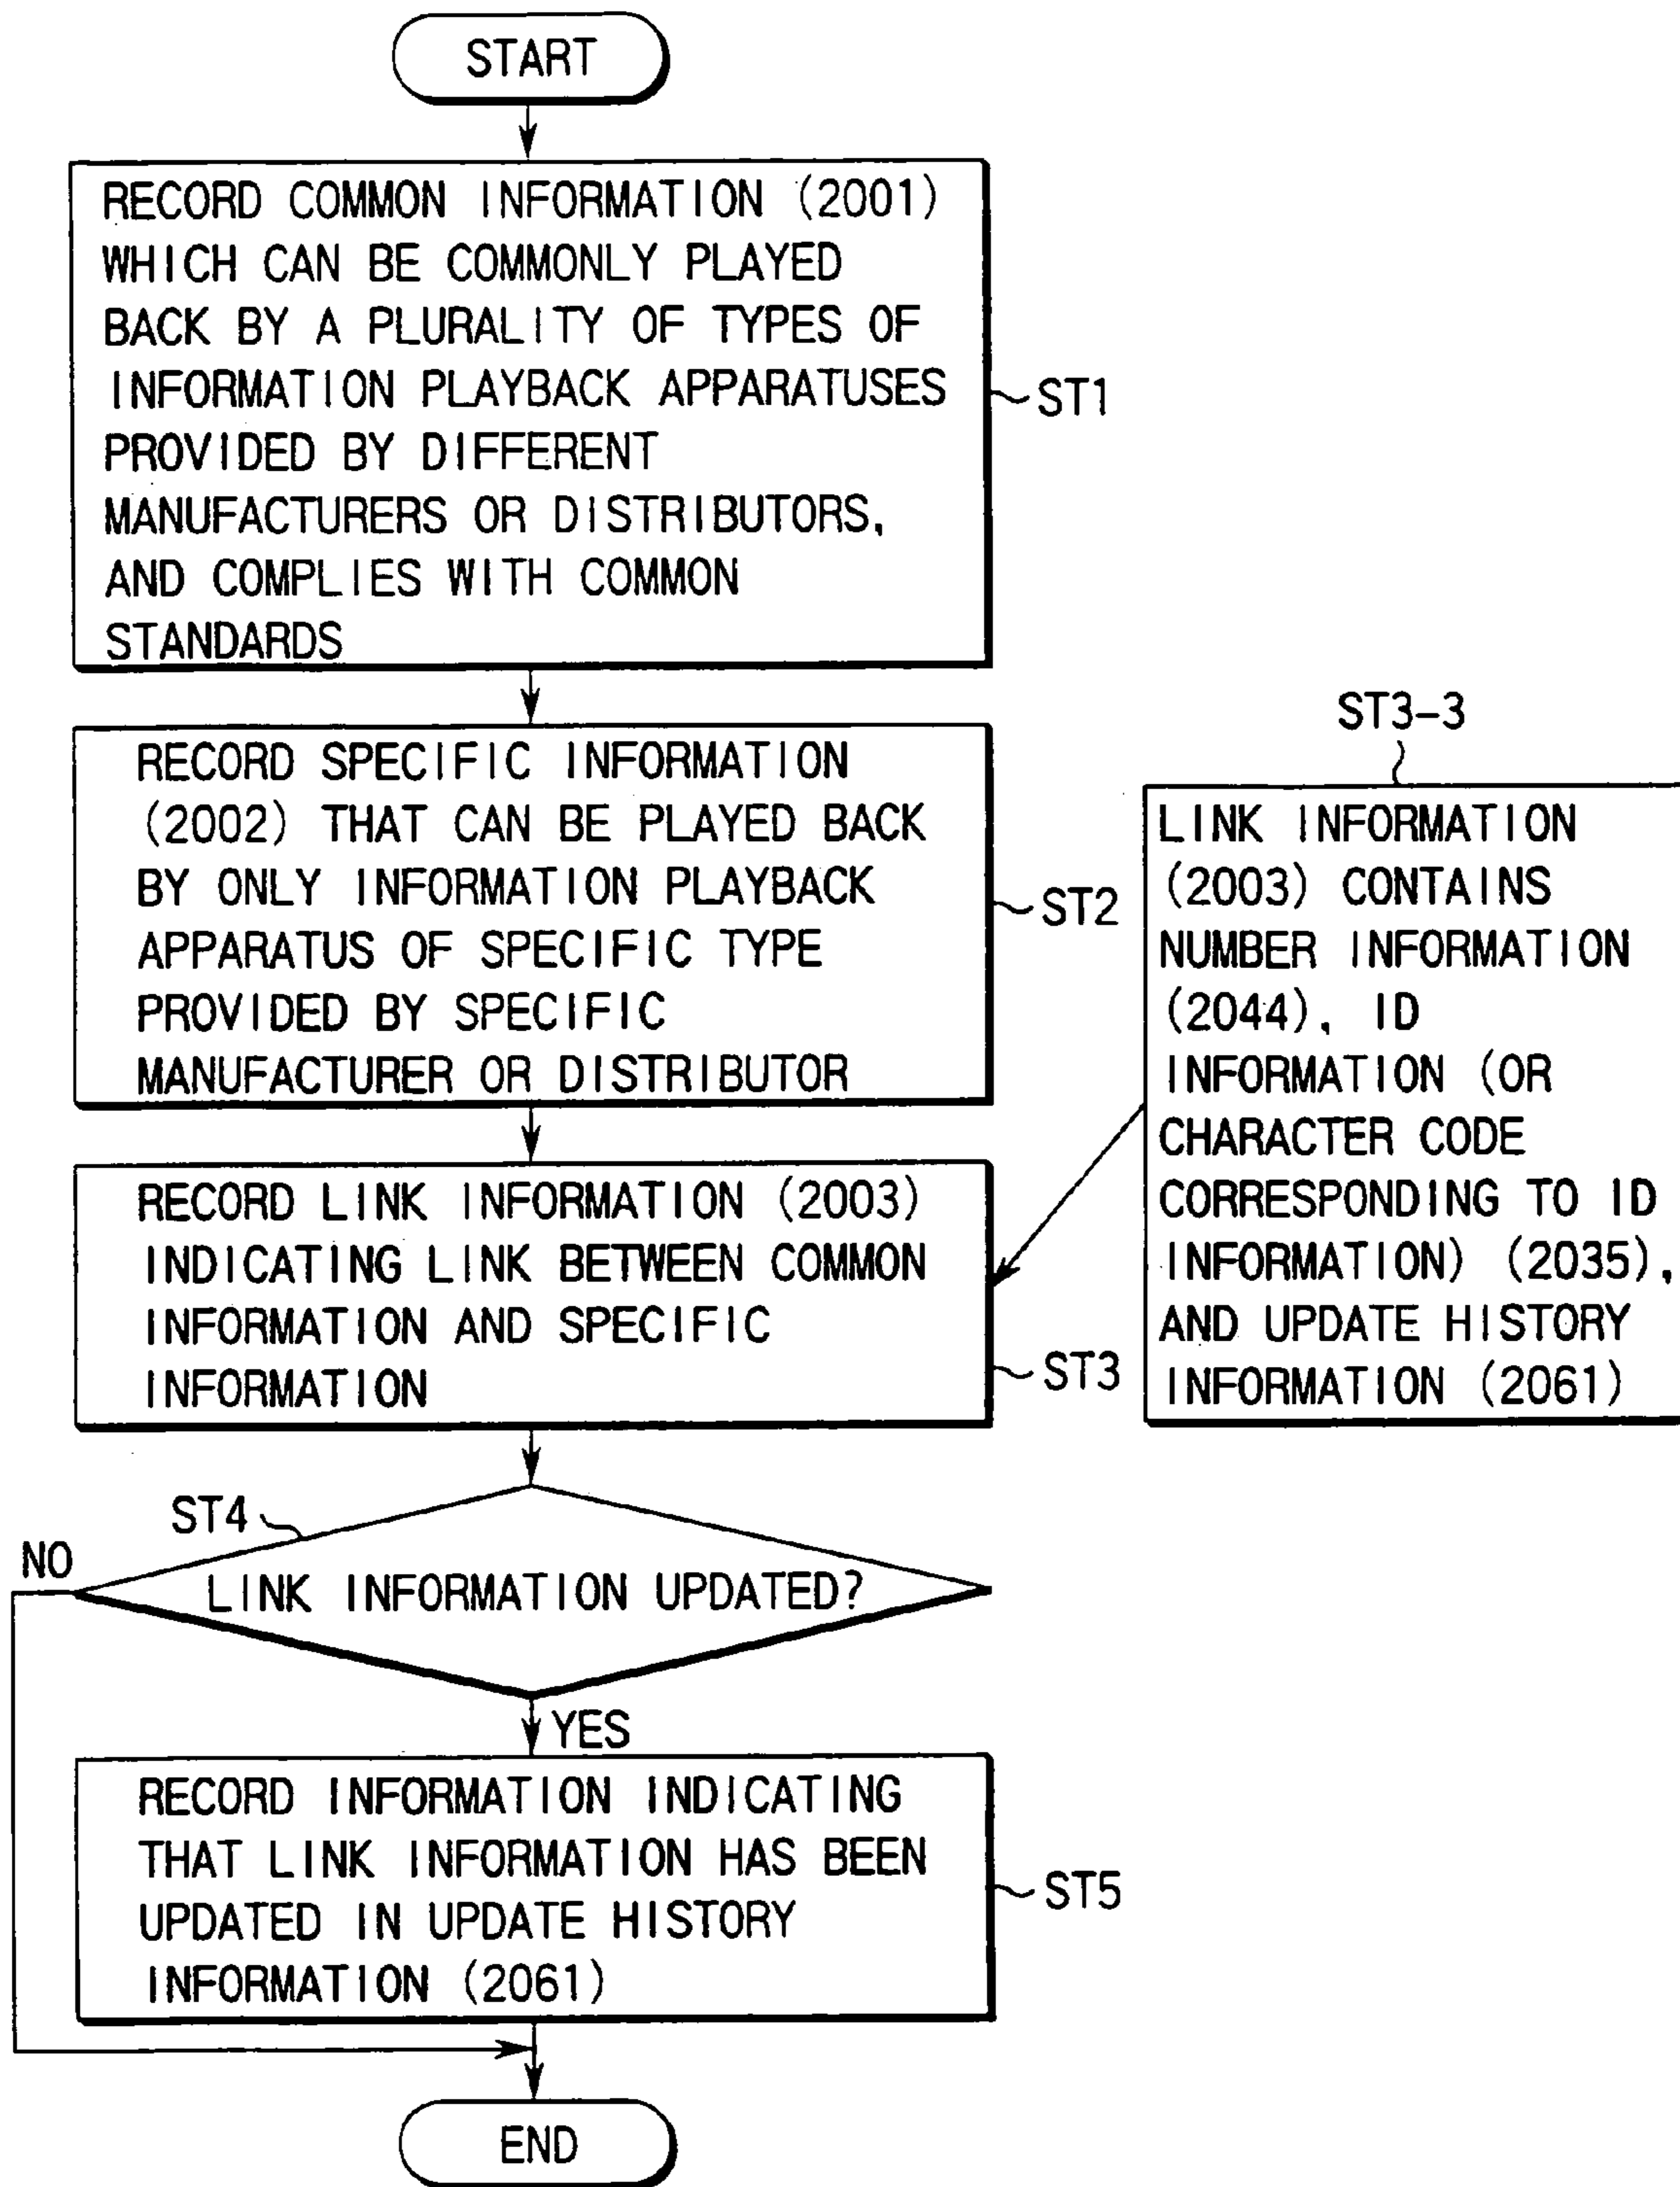 START
RECORD COMMON INFORMATION (2001)
WHICH CAN BE COMMONLY PLAYED
BACK BY A PLURALITY OF TYPES OF
INFORMATION PLAYBACK APPARATUSES
PROVIDED BY DIFFERENT
MANUFACTURERS OR DISTRIBUTORS,
AND COMPLIES WITH COMMON
STANDARDS
ST1
RECORD SPECIFIC INFORMATION
(2002) THAT CAN BE PLAYED BACK
BY ONLY INFORMATION PLAYBACK
APPARATUS OF SPECIFIC TYPE
PROVIDED BY SPECIFIC
MANUFACTURER OR DISTRIBUTOR
ST2
ST3-3
LINK INFORMATION
(2003) CONTAINS
NUMBER INFORMATION
(2044), ID
INFORMATION (OR
CHARACTER CODE
CORRESPONDING TO ID
INFORMATION) (2035),
AND UPDATE HISTORY
INFORMATION (2061)
RECORD LINK INFORMATION (2003)
INDICATING LINK BETWEEN COMMON
INFORMATION AND SPECIFIC
INFORMATION
ST3
ST4
NO
LINK INFORMATION UPDATED?
YES
RECORD INFORMATION INDICATING
THAT LINK INFORMATION HAS BEEN
UPDATED IN UPDATE HISTORY
INFORMATION (2061)
ST5
END